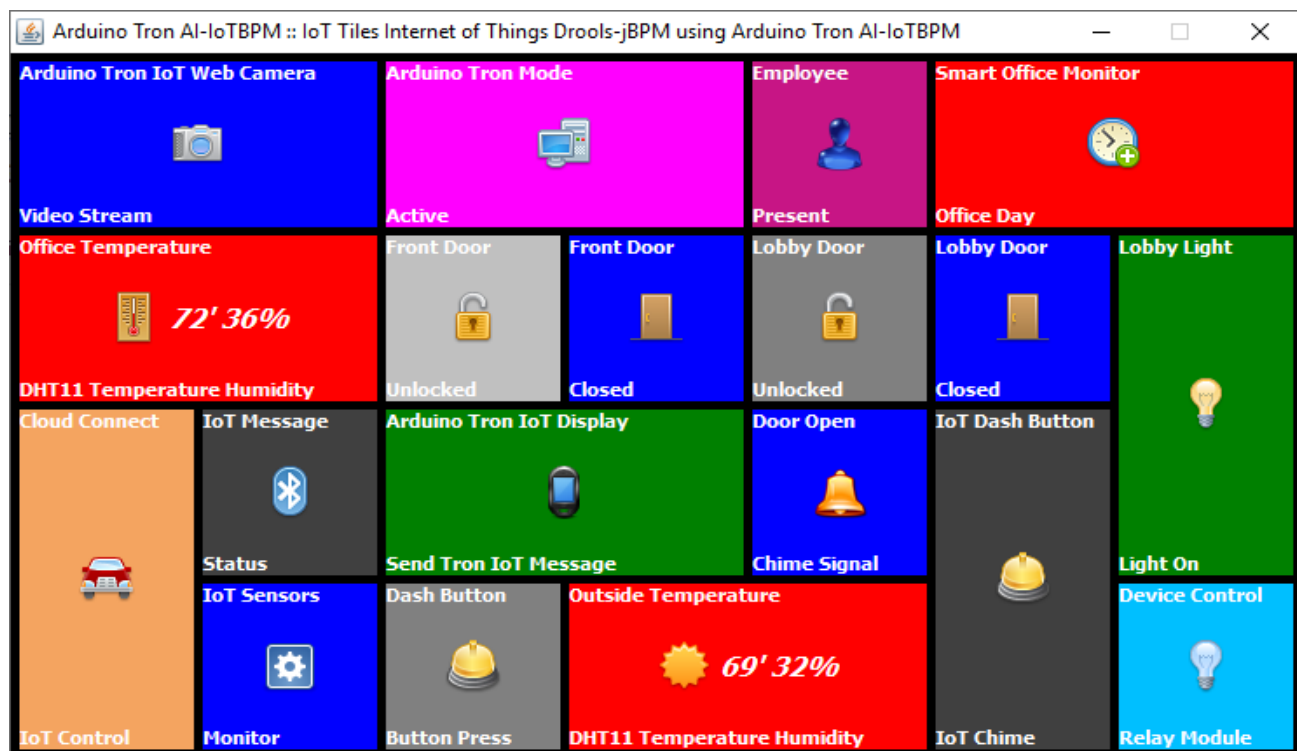 Arduino Tron AI-IoTBPM :: IoT Tiles Internet of Things Drools-jBPM using Arduino Tron AI-IoTBPM
Arduino Tron IoT Web Camera
Video Stream
Arduino Tron Mode
Active
Employee
Present
Smart Office Monitor
Office Day
Office Temperature
72' 36%
DHT11 Temperature Humidity
Front Door
Unlocked
Front Door
Closed
Lobby Door
Unlocked
Lobby Door
Closed
Lobby Light
Light On
Cloud Connect
IoT Control
IoT Message
Status
Arduino Tron IoT Display
Send Tron IoT Message
Door Open
Chime Signal
IoT Dash Button
IoT Chime
IoT Sensors
Monitor
Dash Button
Button Press
Outside Temperature
69' 32%
DHT11 Temperature Humidity
Device Control
Relay Module